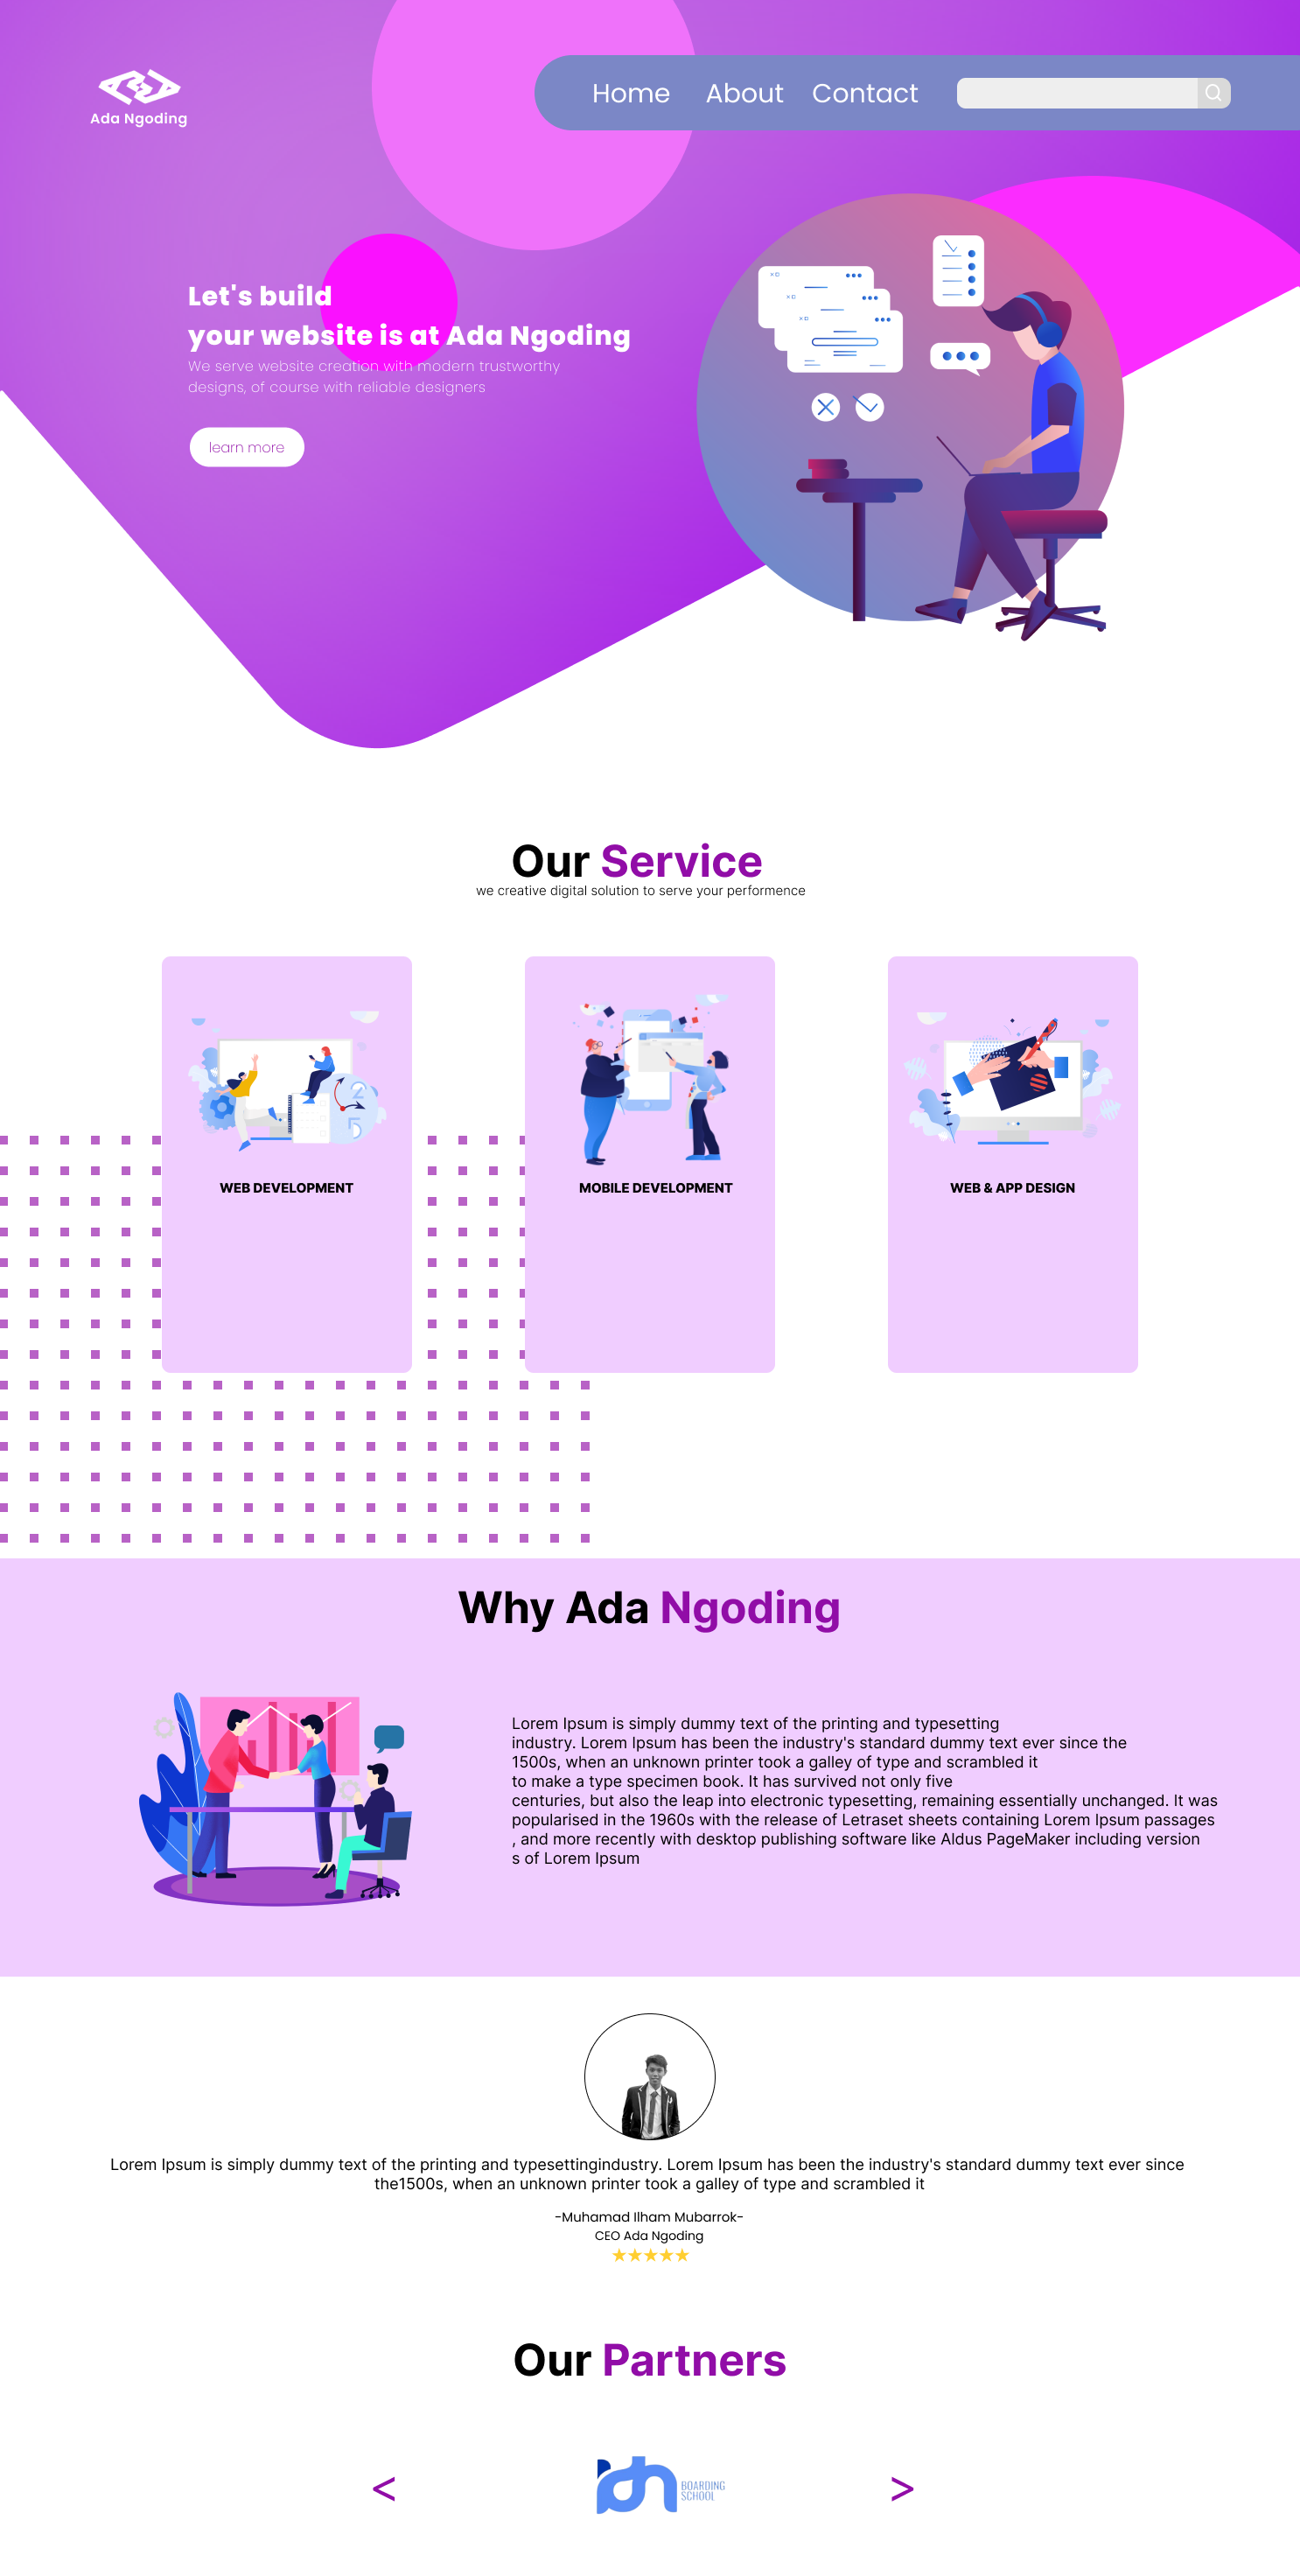 Ada Ngoding
Home About Contact
Let's build
your website is at Ada Ngoding
We serve website creation with modern trustworthy
designs, of course with reliable designers
learn more
Our Service
we creative digital solution to serve your performence
WEB DEVELOPMENT
MOBILE DEVELOPMENT
WEB & APP DESIGN
Why Ada Ngoding
Lorem Ipsum is simply dummy text of the printing and typesetting
industry. Lorem Ipsum has been the industry's standard dummy text ever since the
1500s, when an unknown printer took a galley of type and scrambled it
to make a type specimen book. It has survived not only five
centuries, but also the leap into electronic typesetting, remaining essentially unchanged. It was
popularised in the 1960s with the release of Letraset sheets containing Lorem Ipsum passages
, and more recently with desktop publishing software like Aldus PageMaker including version
s of Lorem Ipsum
Lorem Ipsum is simply dummy text of the printing and typesettingindustry. Lorem Ipsum has been the industry's standard dummy text ever since
the1500s, when an unknown printer took a galley of type and scrambled it
-Muhamad Ilham Mubarrok-
CEO Ada Ngoding
Our Partners
<
BOARDING
SCHOOL
>